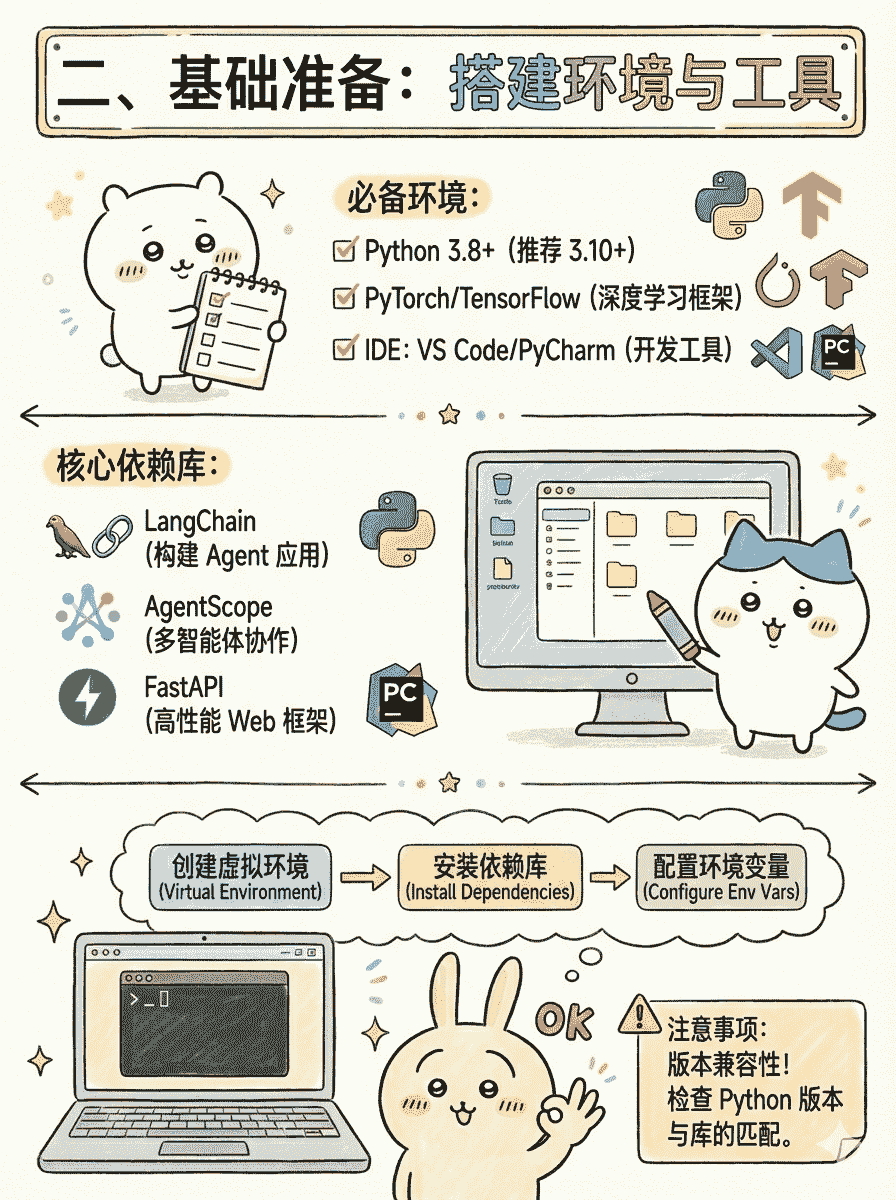 二、基础准备：搭建环境与工具
必备环境：
Python 3.8+（推荐 3.10+）
PyTorch/TensorFlow（深度学习框架）
IDE：VS Code/PyCharm（开发工具）
PC
核心依赖库：
LangChain
(构建 Agent 应用)
AgentScope
(多智能体协作)
FastAPI
(高性能 Web 框架)
PC
创建虚拟环境
(Virtual Environment)
安装依赖库
(Install Dependencies)
配置环境变量
(Configure Env Vars)
>_
OK
注意事项：
版本兼容性！
检查 Python 版本
与库的匹配。